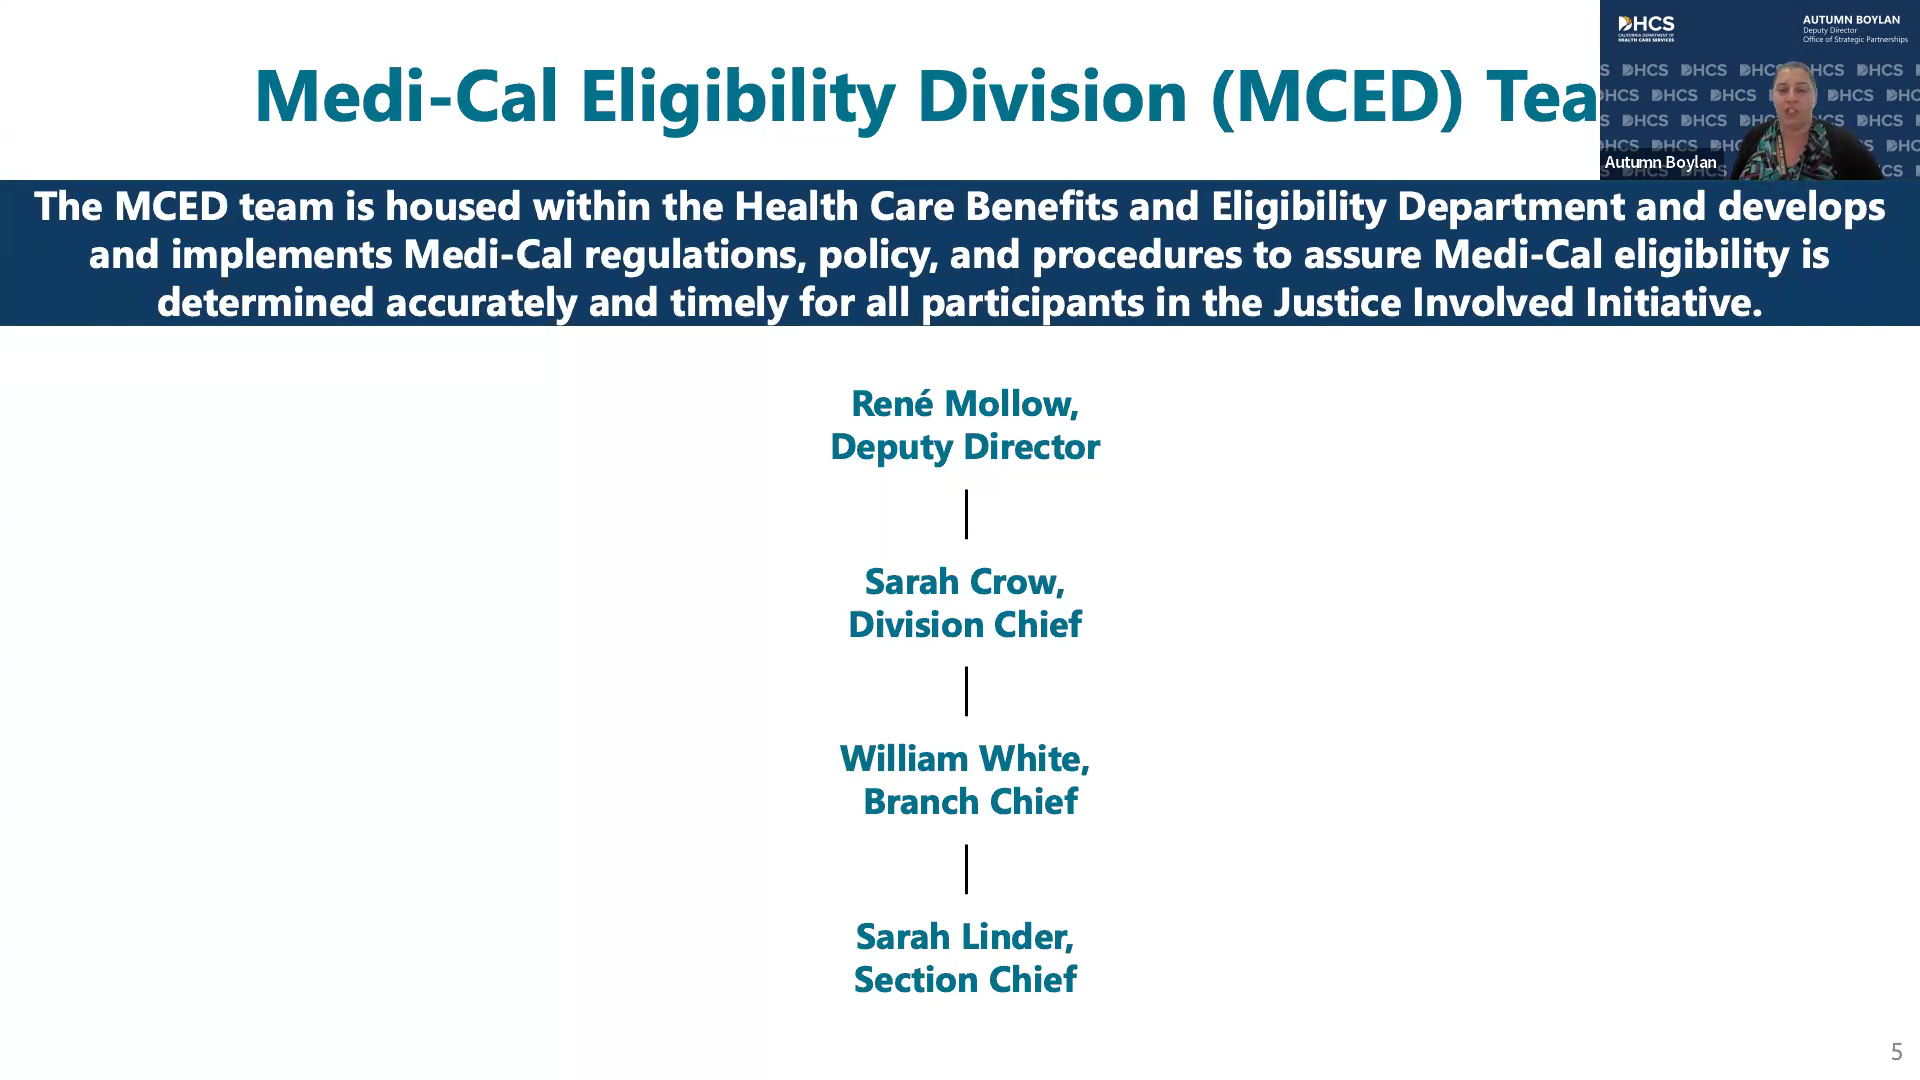 Medi-Cal Eligibility Division (MCED) Tea
DHCS
CALIFORNIA DEPARTMENT OF
HEALTH CARE SERVICES
AUTUMN BOYLAN
Deputy Director
Office of Strategic Partnerships
Autumn Boylan
The MCED team is housed within the Health Care Benefits and Eligibility Department and develops
and implements Medi-Cal regulations, policy, and procedures to assure Medi-Cal eligibility is
determined accurately and timely for all participants in the Justice Involved Initiative.
René Mollow,
Deputy Director
Sarah Crow,
Division Chief
William White,
Branch Chief
Sarah Linder,
Section Chief
5